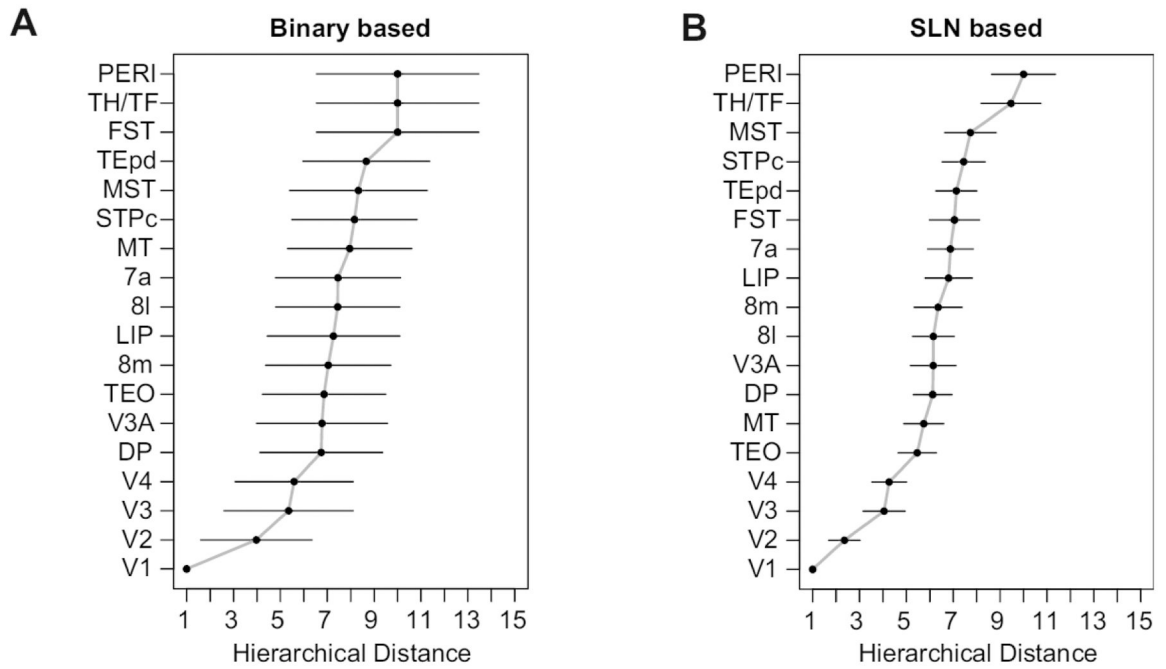 A
Binary based
PERI
TH/TF
FST
TEpd
MST
STPc
MT
7a
8l
LIP
8m
TEO
V3A
DP
V4
V3
V2
V1
1 3 5 7 9 11 13 15
Hierarchical Distance
B
SLN based
PERI
TH/TF
MST
STPc
TEpd
FST
7a
LIP
8m
8l
V3A
DP
MT
TEO
V4
V3
V2
V1
1 3 5 7 9 11 13 15
Hierarchical Distance